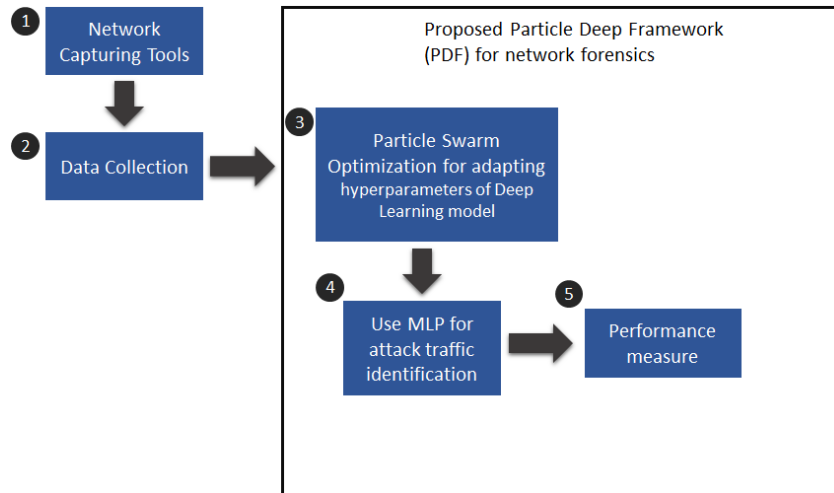 1
Network
Capturing Tools
2
Data Collection
Proposed Particle Deep Framework
(PDF) for network forensics
3
Particle Swarm
Optimization for adapting
hyperparameters of Deep
Learning model
4
Use MLP for
attack traffic
identification
5
Performance
measure